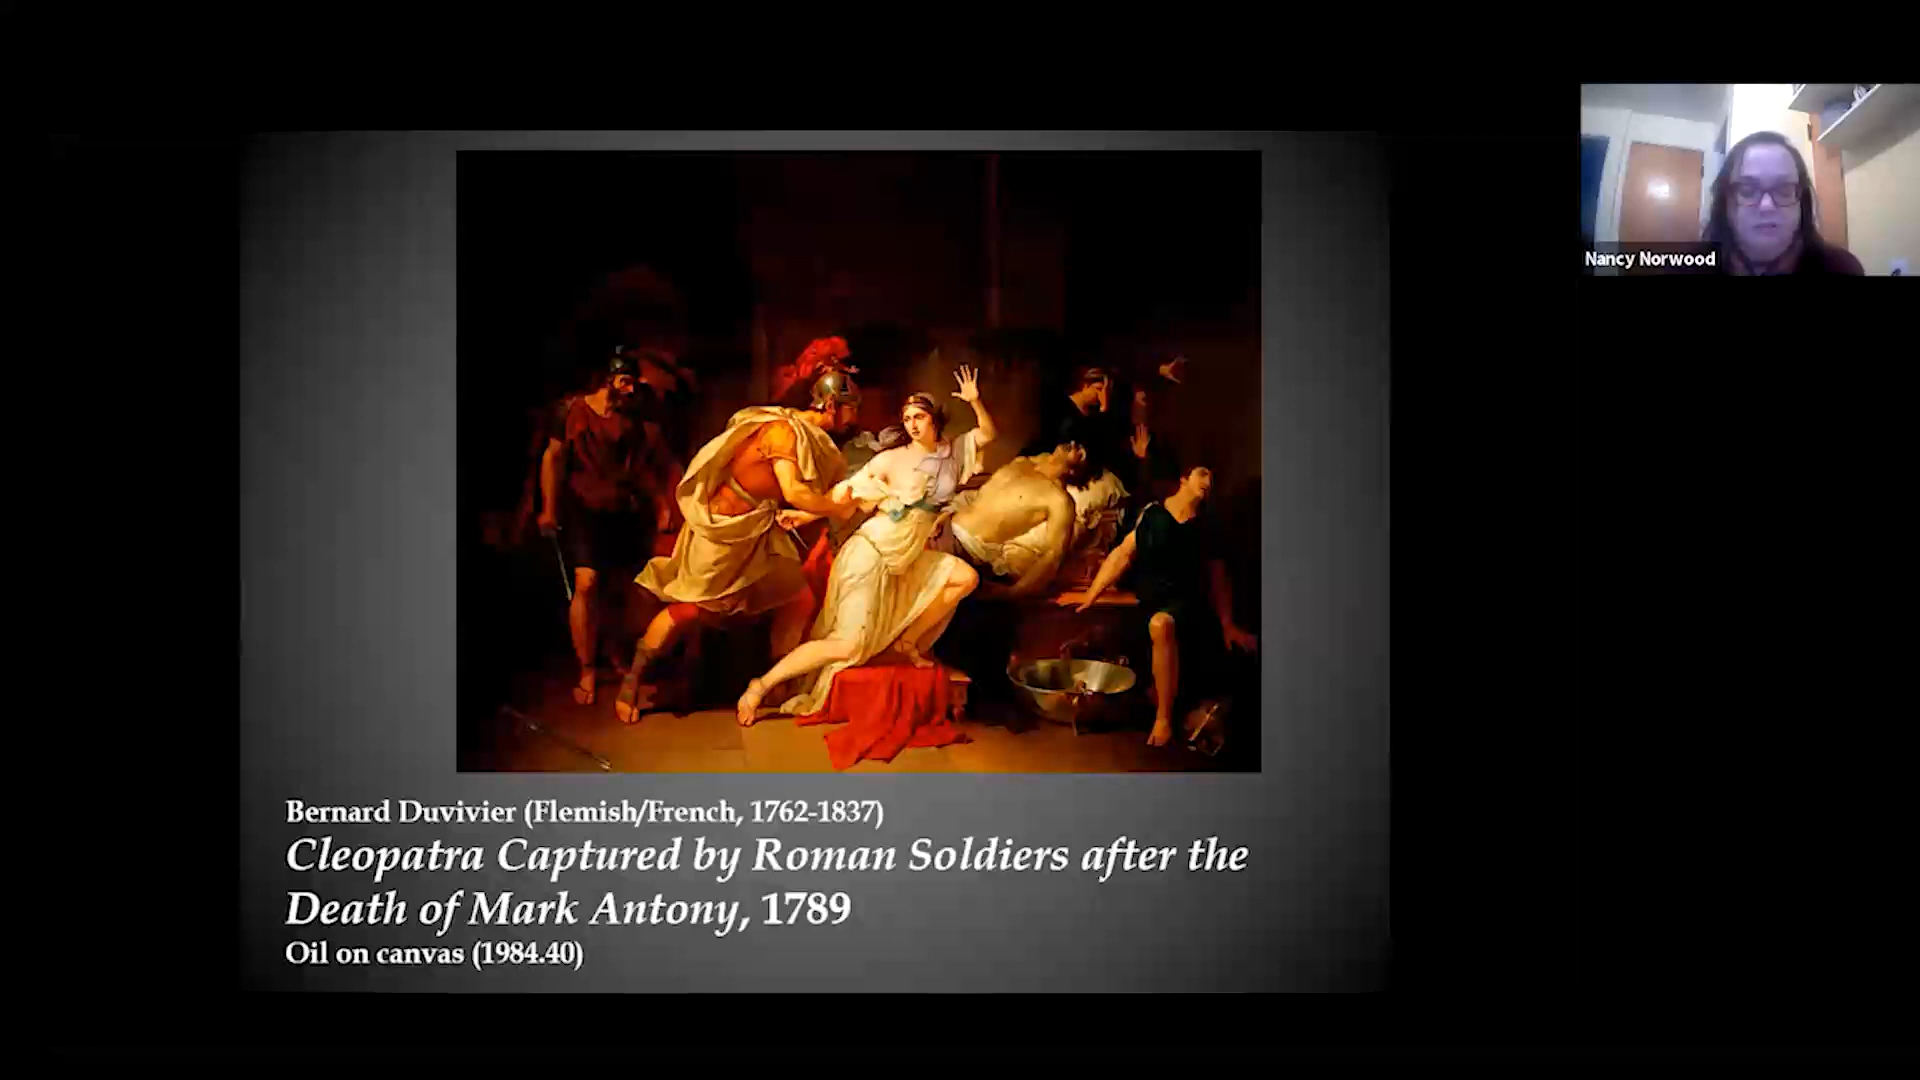 Nancy Norwood
Bernard Duvivier (Flemish/French, 1762-1837)
Cleopatra Captured by Roman Soldiers after the
Death of Mark Antony, 1789
Oil on canvas (1984.40)